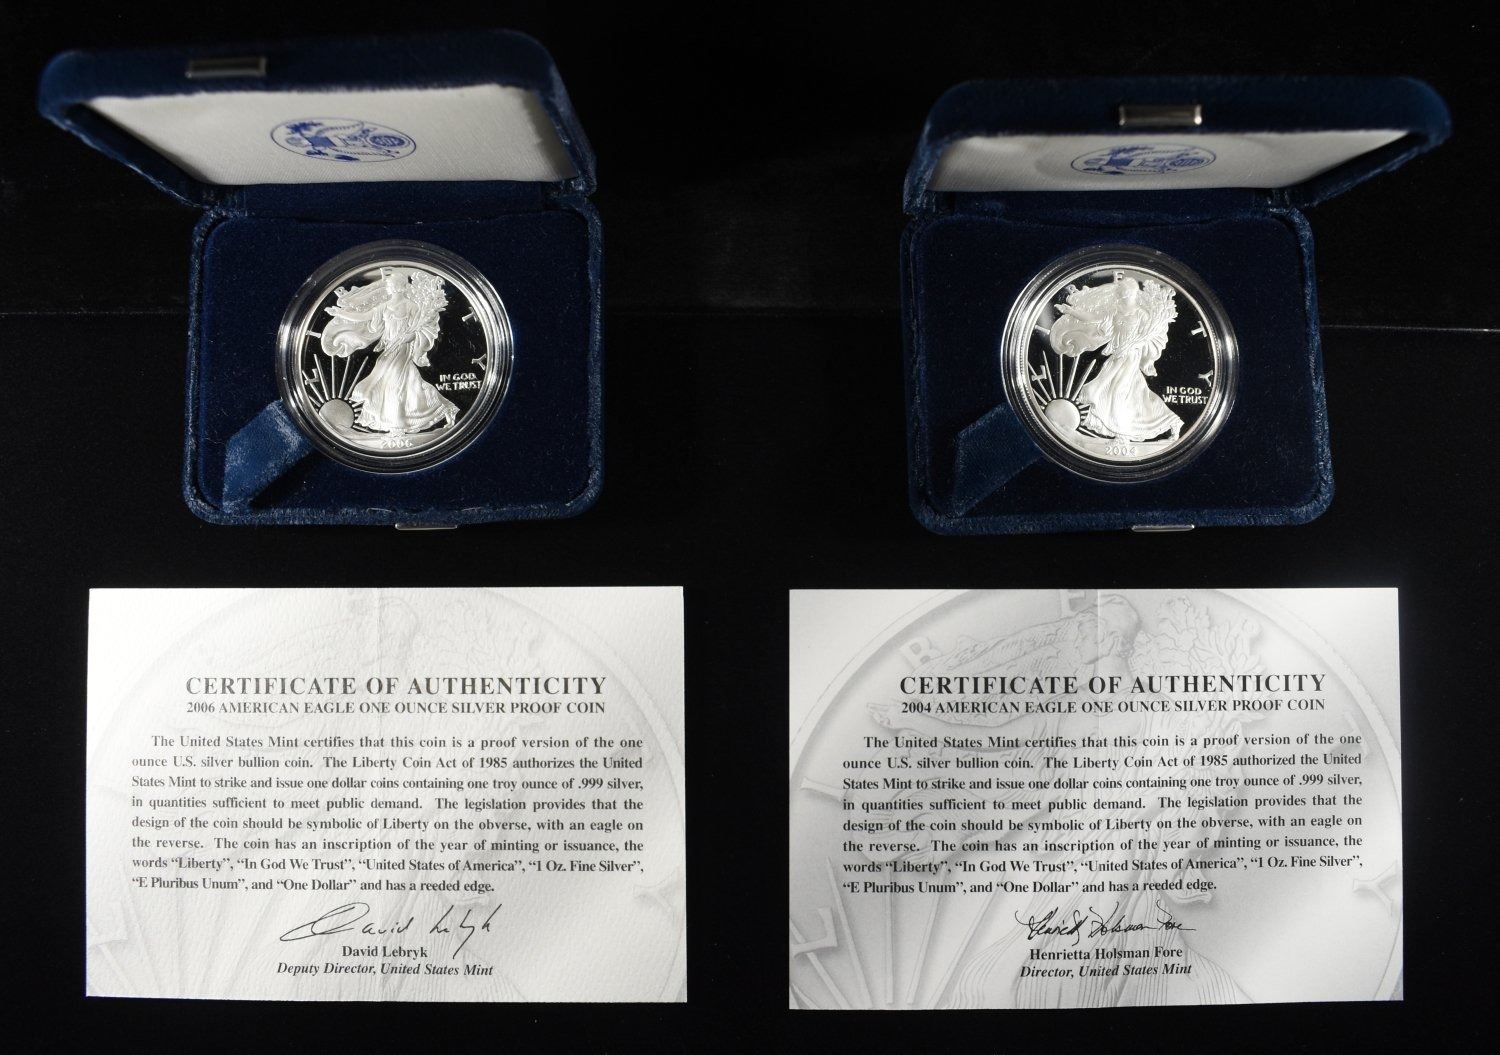 LIBERTY
IN GOD
WE TRUST
2006
LIBERTY
IN GOD
WE TRUST
2004
CERTIFICATE OF AUTHENTICITY
2006 AMERICAN EAGLE ONE OUNCE SILVER PROOF COIN
The United States Mint certifies that this coin is a proof version of the one
ounce U.S. silver bullion coin. The Liberty Coin Act of 1985 authorizes the United
States Mint to strike and issue one dollar coins containing one troy ounce of .999 silver,
in quantities sufficient to meet public demand. The legislation provides that the
design of the coin should be symbolic of Liberty on the obverse, with an eagle on
the reverse. The coin has an inscription of the year of minting or issuance, the
words “Liberty”, “In God We Trust”, “United States of America”, “1 Oz. Fine Silver”,
“E Pluribus Unum”, and “One Dollar” and has a reeded edge.
David Lebryk
David Lebryk
Deputy Director, United States Mint
CERTIFICATE OF AUTHENTICITY
2004 AMERICAN EAGLE ONE OUNCE SILVER PROOF COIN
The United States Mint certifies that this coin is a proof version of the one
ounce U.S. silver bullion coin. The Liberty Coin Act of 1985 authorized the United
States Mint to strike and issue one dollar coins containing one troy ounce of .999 silver,
in quantities sufficient to meet public demand. The legislation provides that the
design of the coin should be symbolic of Liberty on the obverse, with an eagle on
the reverse. The coin has an inscription of the year of minting or issuance, the
words “Liberty”, “In God We Trust”, “United States of America”, “1 Oz. Fine Silver”,
“E Pluribus Unum”, and “One Dollar” and has a reeded edge.
Henrietta Holsman Fore
Henrietta Holsman Fore
Director, United States Mint